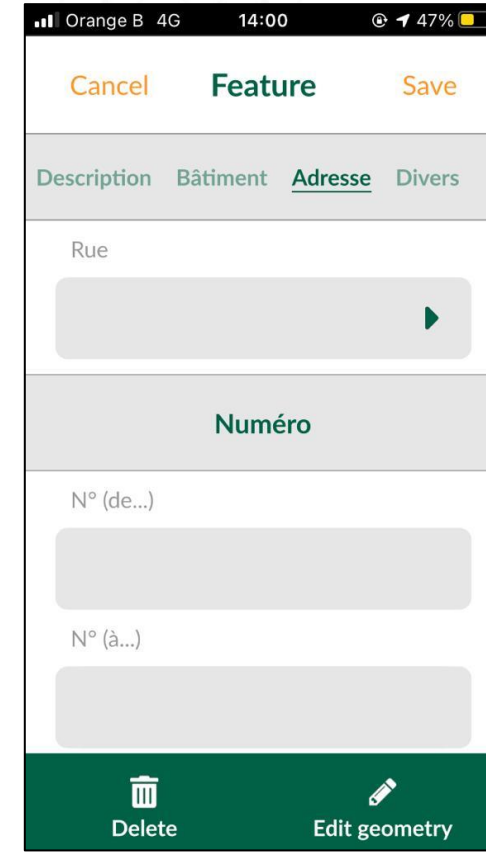 Orange B 4G 14:00 47%
Cancel Feature Save
Description Bâtiment Adresse Divers
Rue
Numéro
N° (de...)
N° (à...)
Delete Edit geometry